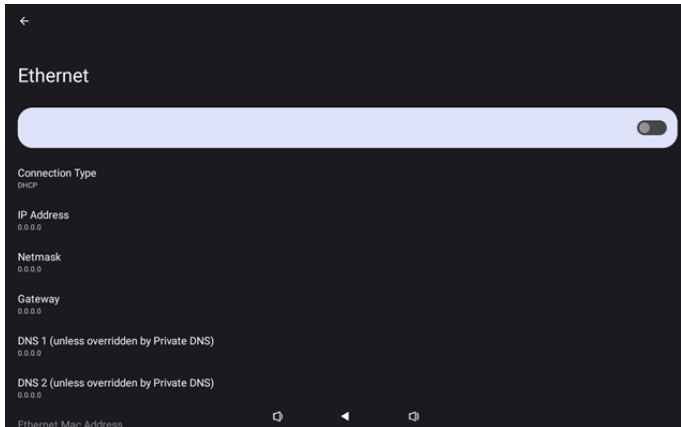 Ethernet
Connection Type
DHCP
IP Address
0.0.0.0
Netmask
0.0.0.0
Gateway
0.0.0.0
DNS 1 (unless overridden by Private DNS)
0.0.0.0
DNS 2 (unless overridden by Private DNS)
0.0.0.0
Ethernet Mac Address